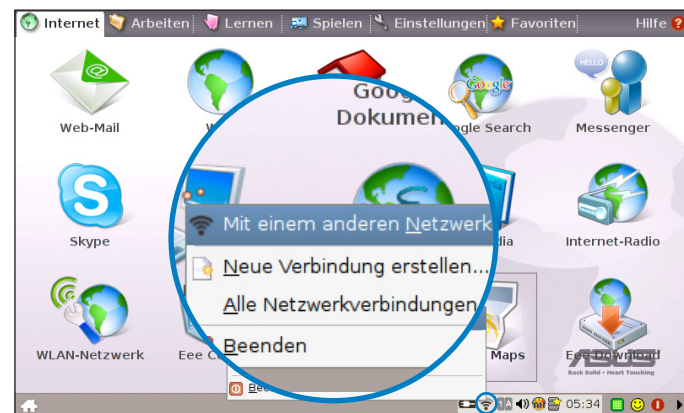 Internet Arbeiten Lernen Spielen Einstellungen Favoriten Hilfe
HELLO
Google
Web-Mail
Dokumen
gle Search
Messenger
Skype
dia
Internet-Radio
Mit einem anderen Netzwerk
Neue Verbindung erstellen...
Alle Netzwerkverbindungen
Beenden
WLAN-Netzwerk
Eee C
Maps
Eee Download
ASUS
Rock Solid · Heart Touching
1A
05:34